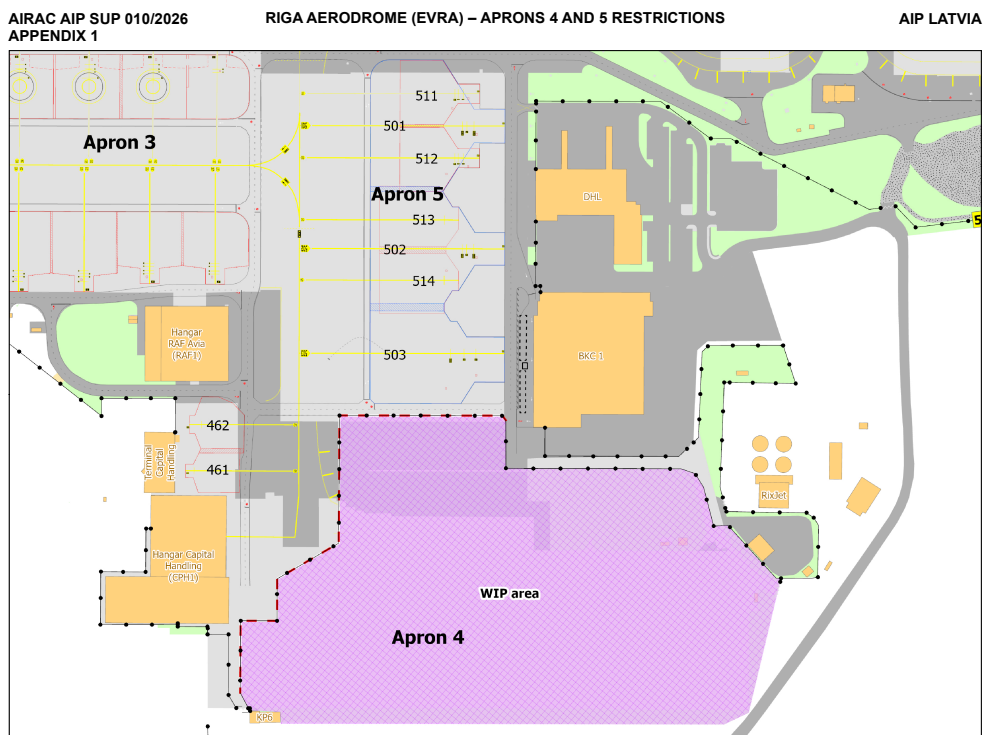 AIRAC AIP SUP 010/2026
APPENDIX 1
RIGA AERODROME (EVRA) – APRONS 4 AND 5 RESTRICTIONS
AIP LATVIA
511
501
Apron 3
512
Apron 5
DHL
513
5
502
514
Hangar
RAF Avia
(RAF1)
503
BKC 1
462
Terminal
Capital
Handling
461
RixJet
Hangar Capital
Handling
(CPH1)
WIP area
Apron 4
KP6